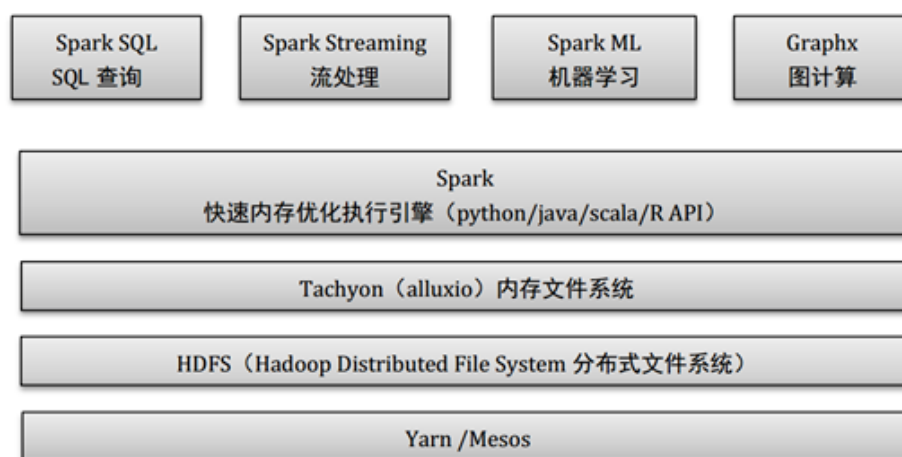 Spark SQL
SQL 查询
Spark Streaming
流处理
Spark ML
机器学习
Graphx
图计算
Spark
快速内存优化执行引擎（python/java/scala/R API）
Tachyon（alluxio）内存文件系统
HDFS（Hadoop Distributed File System 分布式文件系统）
Yarn /Mesos